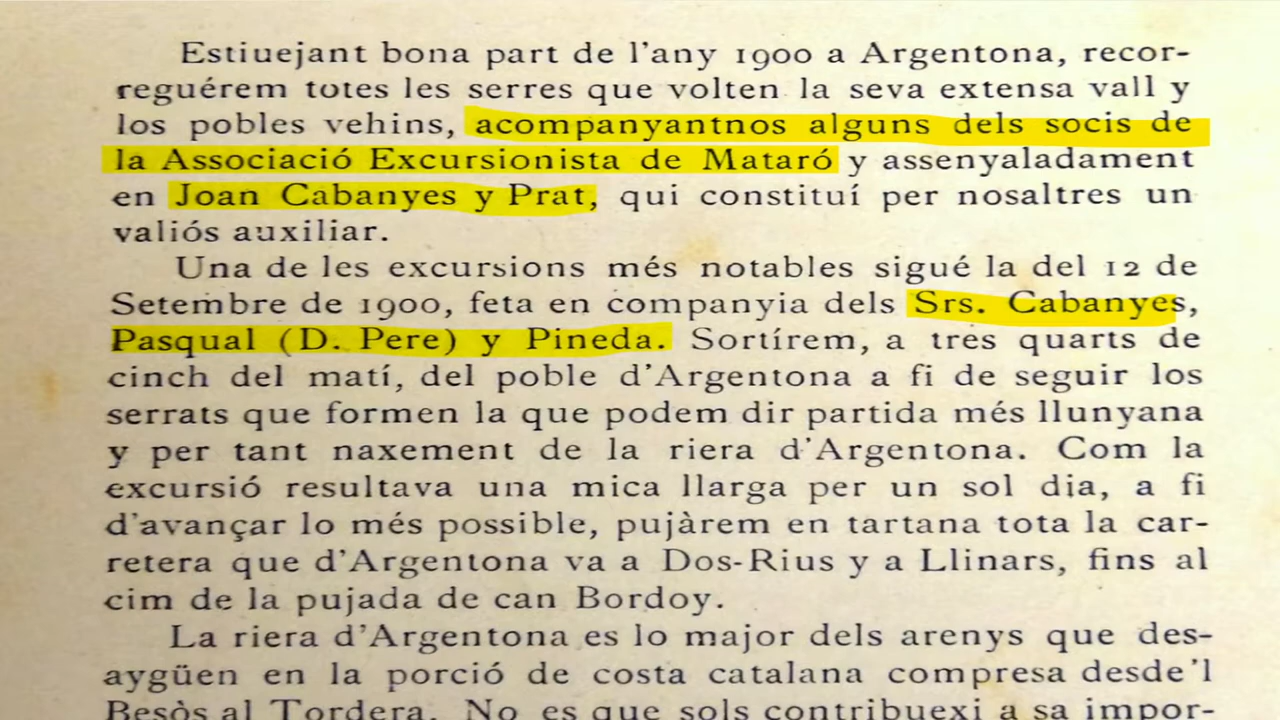 Estiuejant bona part de l'any 1900 a Argentona, recor-
reguérem totes les serres que volten la seva extensa vall y
los pobles vehins, acompanyantnos alguns dels socis de
la Associació Excursionista de Mataró y assenyaladament
en Joan Cabanyes y Prat, qui constituí per nosaltres un
valiós auxiliar.
Una de les excursions més notables sigué la del 12 de
Setembre de 1900, feta en companyia dels Srs. Cabanyes,
Pasqual (D. Pere) y Pineda. Sortírem, a tres quarts de
cinch del matí, del poble d'Argentona a fi de seguir los
serrats que formen la que podem dir partida més llunyana
y per tant naxement de la riera d'Argentona. Com la
excursió resultava una mica llarga per un sol dia, a fi
d'avançar lo més possible, pujàrem en tartana tota la car-
retera que d'Argentona va a Dos-Rius y a Llinars, fins al
cim de la pujada de can Bordoy.
La riera d'Argentona es lo major dels arenys que des-
aygüen en la porció de costa catalana compresa desde'l
Besòs al Tordera. No es que sols contribuexi a sa impor-